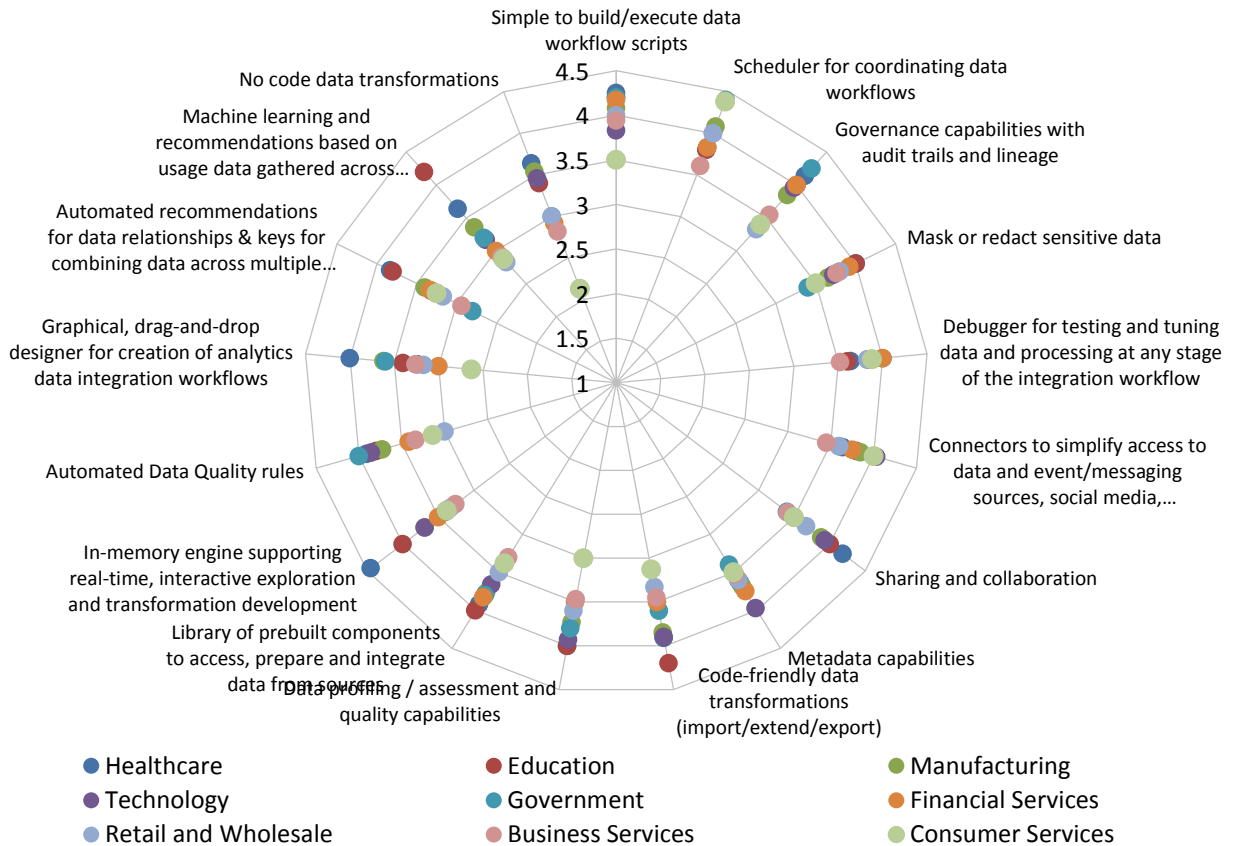 Simple to build/execute data
workflow scripts
Scheduler for coordinating data
workflows
Governance capabilities with
audit trails and lineage
Mask or redact sensitive data
Debugger for testing and tuning
data and processing at any stage
of the integration workflow
Connectors to simplify access to
data and event/messaging
sources, social media,...
Sharing and collaboration
Metadata capabilities
Code-friendly data
transformations
(import/extend/export)
Data profiling / assessment and
quality capabilities
Library of prebuilt components
to access, prepare and integrate
data from sources
In-memory engine supporting
real-time, interactive exploration
and transformation development
Automated Data Quality rules
Graphical, drag-and-drop
designer for creation of analytics
data integration workflows
Automated recommendations
for data relationships & keys for
combining data across multiple...
Machine learning and
recommendations based on
usage data gathered across...
No code data transformations
4.5
4
3.5
3
2.5
2
1.5
1
Healthcare
Education
Manufacturing
Technology
Government
Financial Services
Retail and Wholesale
Business Services
Consumer Services